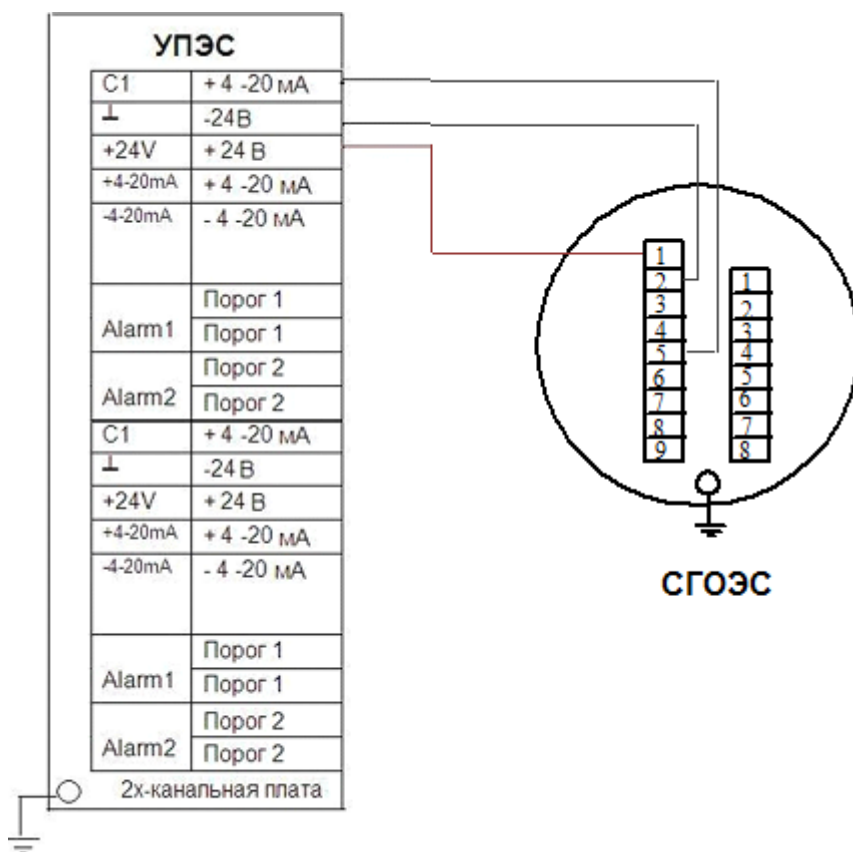 УПЭС
C1 + 4 -20 мА
⊥ -24В
+24V + 24 В
+4-20mA + 4 -20 мА
-4-20mA - 4 -20 мА
Порог 1
Alarm1 Порог 1
Порог 2
Alarm2 Порог 2
C1 + 4 -20 мА
⊥ -24 В
+24V + 24 В
+4-20mA + 4 -20 мА
-4-20mA - 4 -20 мА
Порог 1
Alarm1 Порог 1
Порог 2
Alarm2 Порог 2
2х-канальная плата
1
2
3
4
5
6
7
8
9
1
2
3
4
5
6
7
8
СГОЭС